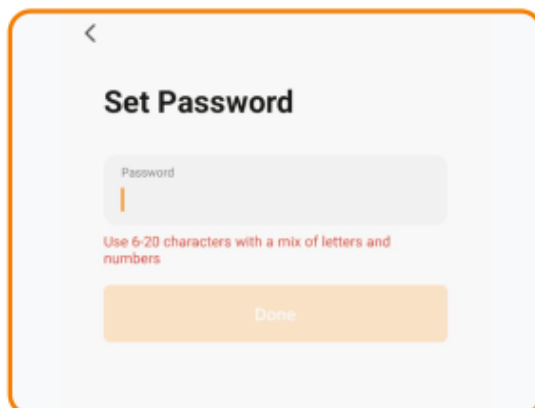 Set Password
Password
Use 6-20 characters with a mix of letters and
numbers
Done